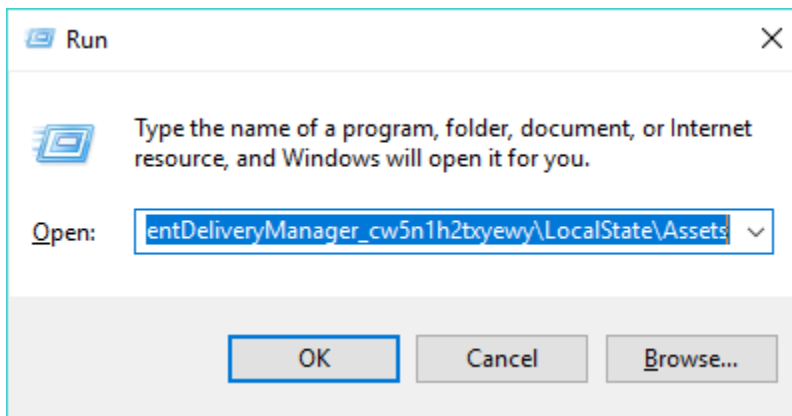 Run
Type the name of a program, folder, document, or Internet
resource, and Windows will open it for you.
Open: entDeliveryManager_cw5n1h2txyewy\LocalState\Assets
OK Cancel Browse...